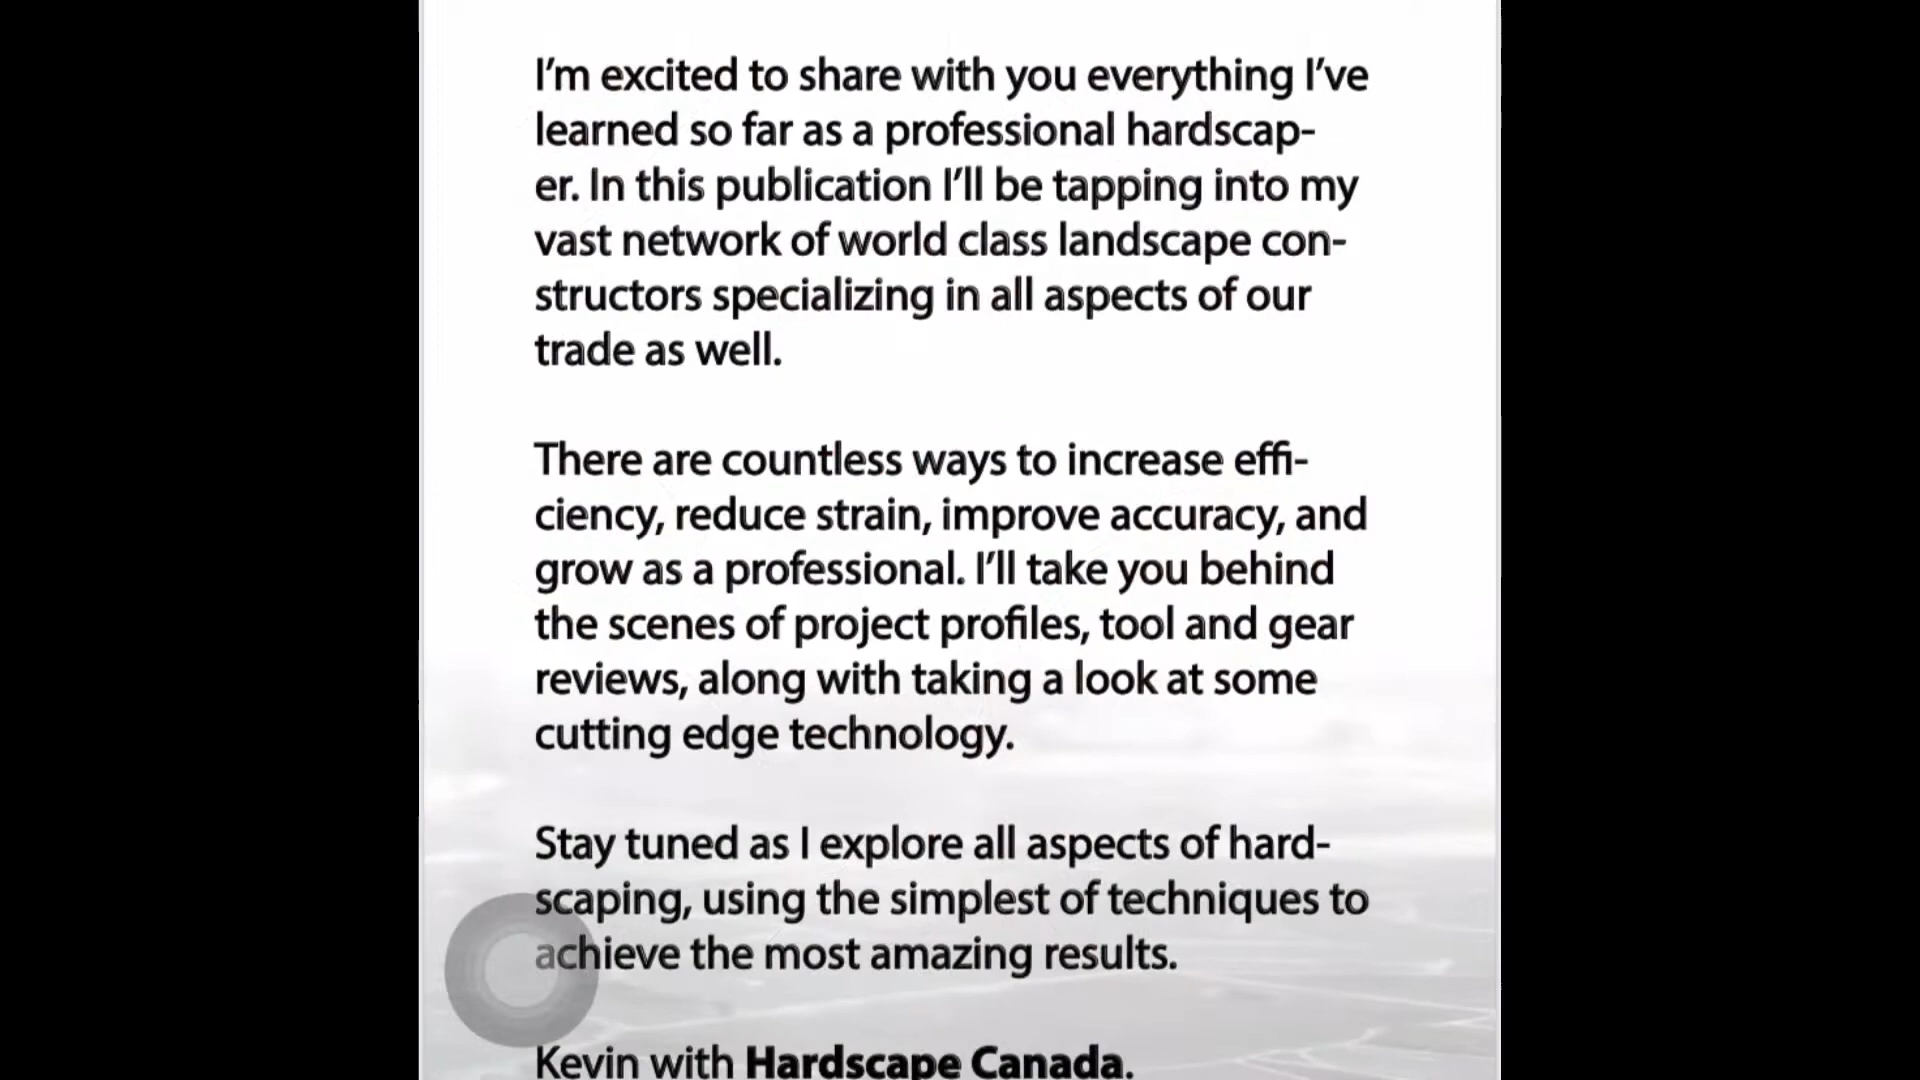 I'm excited to share with you everything I've
learned so far as a professional hardscap-
er. In this publication I'll be tapping into my
vast network of world class landscape con-
structors specializing in all aspects of our
trade as well.
There are countless ways to increase effi-
ciency, reduce strain, improve accuracy, and
grow as a professional. I'll take you behind
the scenes of project profiles, tool and gear
reviews, along with taking a look at some
cutting edge technology.
Stay tuned as I explore all aspects of hard-
scaping, using the simplest of techniques to
achieve the most amazing results.
Kevin with Hardscape Canada.